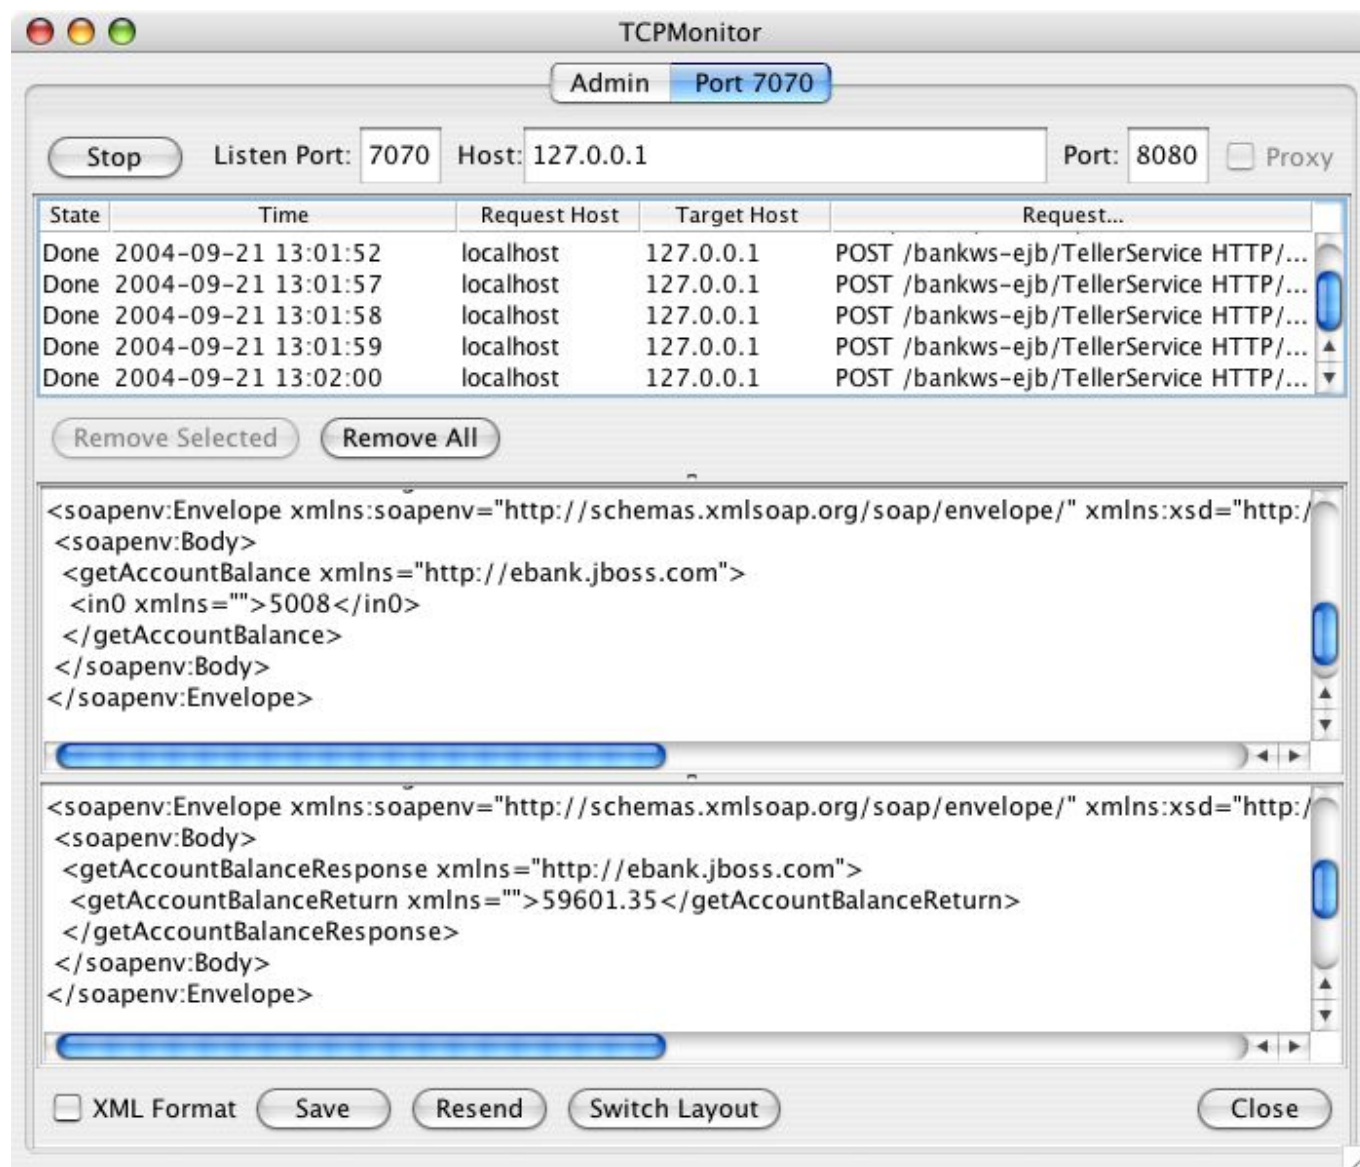 TCPMonitor
Admin Port 7070
Stop Listen Port: 7070 Host: 127.0.0.1 Port: 8080 Proxy
State Time Request Host Target Host Request...
Done 2004-09-21 13:01:52 localhost 127.0.0.1 POST /bankws-ejb/TellerService HTTP/...
Done 2004-09-21 13:01:57 localhost 127.0.0.1 POST /bankws-ejb/TellerService HTTP/...
Done 2004-09-21 13:01:58 localhost 127.0.0.1 POST /bankws-ejb/TellerService HTTP/...
Done 2004-09-21 13:01:59 localhost 127.0.0.1 POST /bankws-ejb/TellerService HTTP/...
Done 2004-09-21 13:02:00 localhost 127.0.0.1 POST /bankws-ejb/TellerService HTTP/...
Remove Selected Remove All
<soapenv:Envelope xmlns:soapenv="http://schemas.xmlsoap.org/soap/envelope/" xmlns:xsd="http:/
<soapenv:Body>
<getAccountBalance xmlns="http://ebank.jboss.com">
<in0 xmlns="">5008</in0>
</getAccountBalance>
</soapenv:Body>
</soapenv:Envelope>
<soapenv:Envelope xmlns:soapenv="http://schemas.xmlsoap.org/soap/envelope/" xmlns:xsd="http:/
<soapenv:Body>
<getAccountBalanceResponse xmlns="http://ebank.jboss.com">
<getAccountBalanceReturn xmlns="">59601.35</getAccountBalanceReturn>
</getAccountBalanceResponse>
</soapenv:Body>
</soapenv:Envelope>
XML Format Save Resend Switch Layout Close